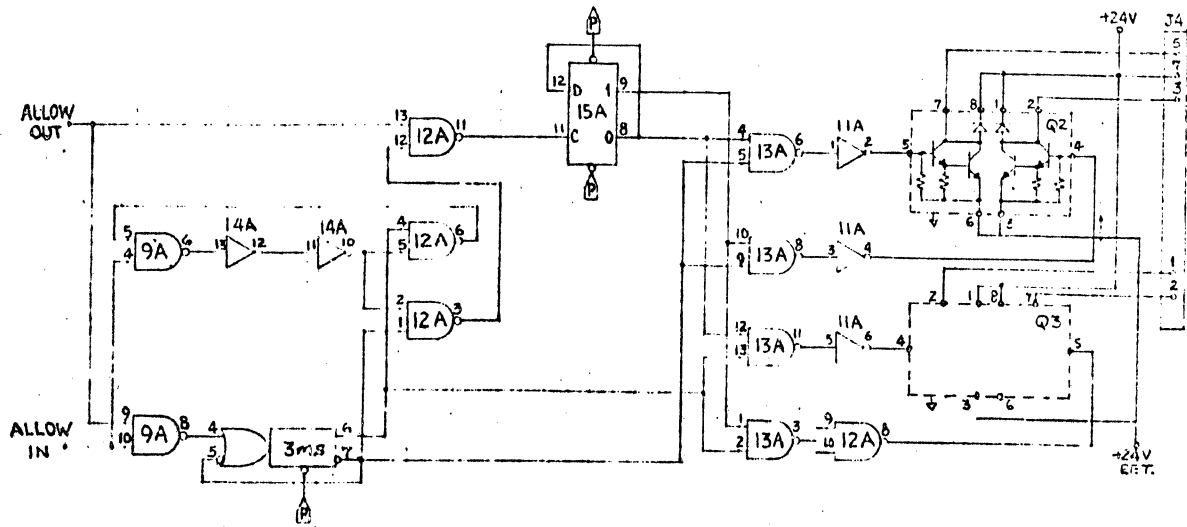 +24V J4
P 5
12 D 1 9
7 8 1 2 3
ALLOW
OUT
13
12 12A 11 11 C 15A 0 8
4
5 13A 6 11A 1 2 5 Q2 4
P
6
5
4 9A 6 14A 13 12 14A 11 10
4
5 12A 6
2
1 12A 3
10
9 13A 8 11A 3 4
1
2
2 1 8 7
Q3
12
13 13A 11 11A 5 6 4 5
3 6
ALLOW
IN
9
10 9A 8 4
5 3ms 6
7
1
2 13A 3 9
10 12A 8
+24V
RET.
P